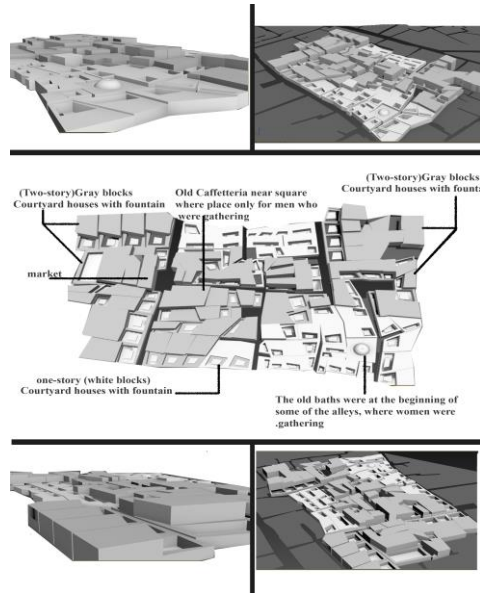 (Two-story)Gray blocks
Courtyard houses with fountain
Old Caffetteria near square
where place only for men who
were gathering
(Two-story)Gray blocks
Courtyard houses with founta
market
one-story (white blocks)
Courtyard houses with fountain
The old baths were at the beginning of
some of the alleys, where women were
.gathering